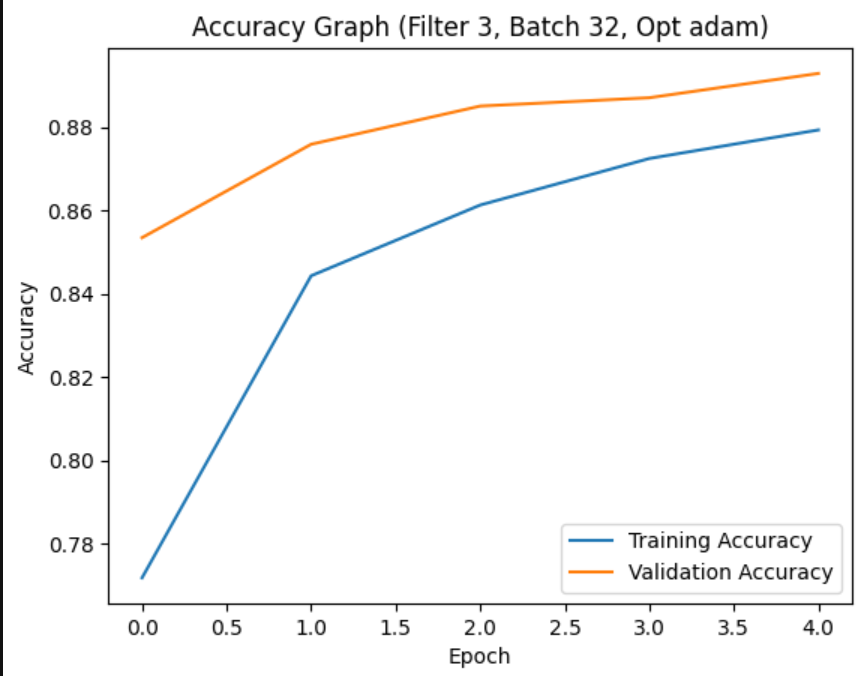 Accuracy Graph (Filter 3, Batch 32, Opt adam)
Accuracy
0.88
0.86
0.84
0.82
0.80
0.78
Training Accuracy
Validation Accuracy
0.0 0.5 1.0 1.5 2.0 2.5 3.0 3.5 4.0
Epoch